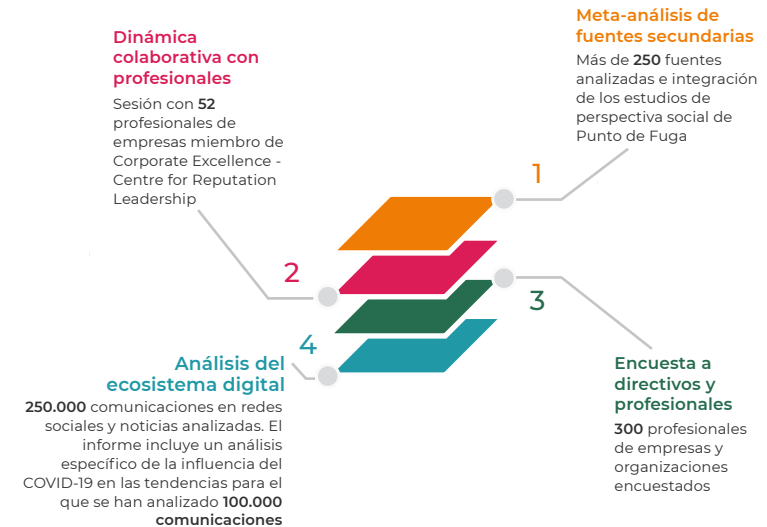 Meta-análisis de
fuentes secundarias
Más de 250 fuentes
analizadas e integración
de los estudios de
perspectiva social de
Punto de Fuga
1
Dinámica
colaborativa con
profesionales
Sesión con 52
profesionales de
empresas miembro de
Corporate Excellence -
Centre for Reputation
Leadership
2
3
Encuesta a
directivos y
profesionales
300 profesionales
de empresas y
organizaciones
encuestados
4
Análisis del
ecosistema digital
250.000 comunicaciones en redes
sociales y noticias analizadas. El
informe incluye un análisis
específico de la influencia del
COVID-19 en las tendencias para el
que se han analizado 100.000
comunicaciones